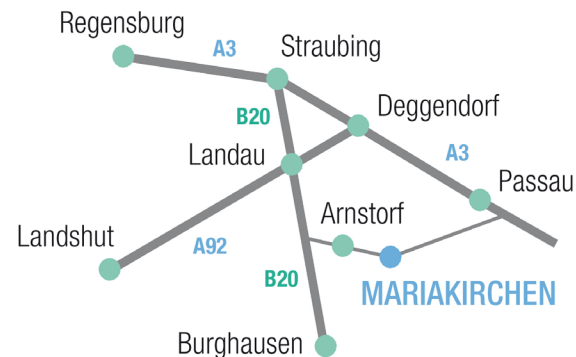 Regensburg
A3
Straubing
B20
Deggendorf
Landau
A3
Passau
Arnstorf
Landshut
A92
B20
MARIAKIRCHEN
Burghausen